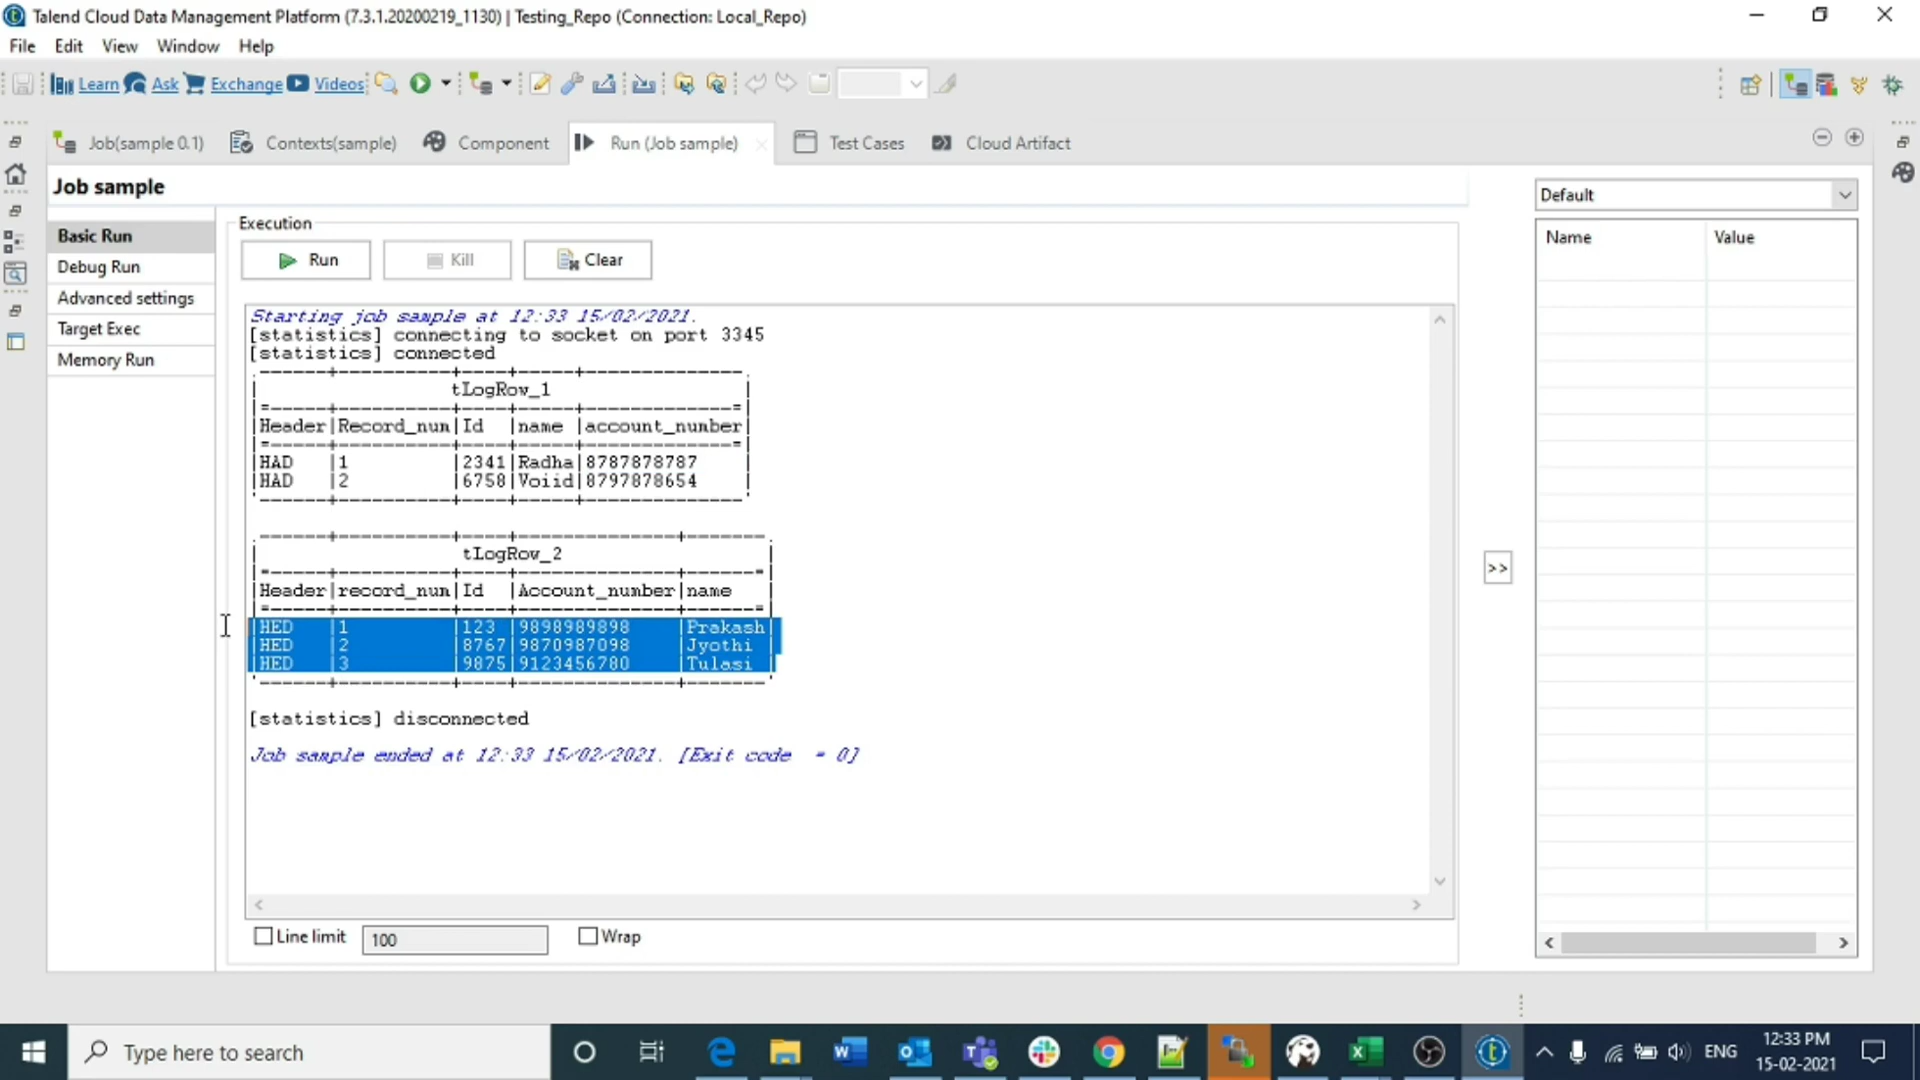 Talend Cloud Data Management Platform (7.3.1.20200219_1130) | Testing_Repo (Connection: Local_Repo)
File Edit View Window Help
Learn Ask Exchange Videos
Job(sample 0.1) Contexts(sample) Component Run (Job sample) Test Cases Cloud Artifact
Job sample
Default
Basic Run
Debug Run
Advanced settings
Target Exec
Memory Run
Execution
Run Kill Clear
Name Value
Starting job sample at 12:33 15/02/2021.
[statistics] connecting to socket on port 3345
[statistics] connected
.------+----------+----+-----+--------------.
| tLogRow_1 |
|=-----+----------+----+-----+-------------=|
|Header|Record_num|Id |name |account_number|
|=-----+----------+----+-----+-------------=|
|HAD |1 |2341|Radha|8787878787 |
|HAD |2 |6758|Voiid|8797878654 |
'------+----------+----+-----+--------------'
.------+----------+----+--------------+-------.
| tLogRow_2 |
|=-----+----------+----+--------------+------=|
|Header|record_num|Id |Account_number|name |
|=-----+----------+----+--------------+------=|
|HED |1 |123 |9898989898 |Prakash|
|HED |2 |8767|9870987098 |Jyothi |
|HED |3 |9875|9123456780 |Tulasi |
'------+----------+----+--------------+-------'
[statistics] disconnected
Job sample ended at 12:33 15/02/2021. [Exit code = 0]
>>
Line limit 100 Wrap
Type here to search
ENG
12:33 PM
15-02-2021